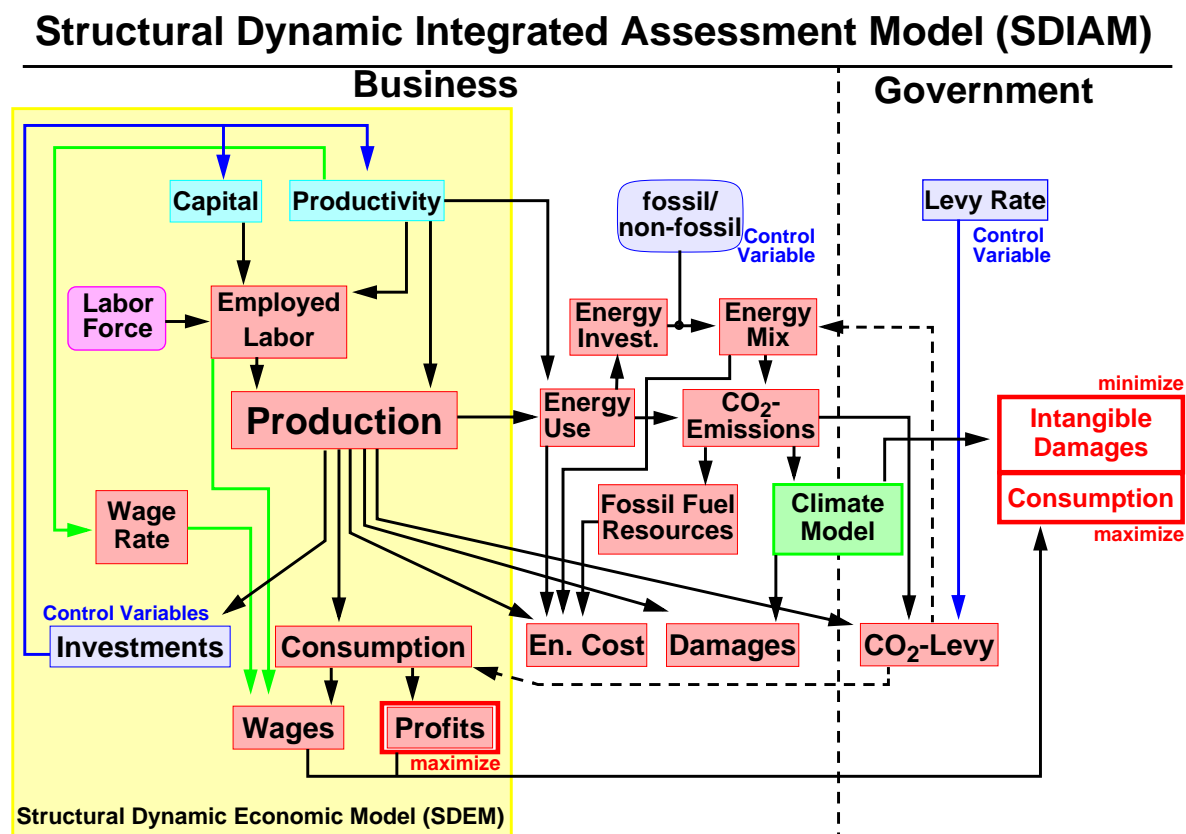 Structural Dynamic Integrated Assessment Model (SDIAM)
Business
Government
Capital
Productivity
fossil/
non-fossil
Control
Variable
Levy Rate
Control
Variable
Labor
Force
Employed
Labor
Energy
Invest.
Energy
Mix
Production
Energy
Use
CO₂-
Emissions
minimize
Intangible
Damages
Consumption
maximize
Wage
Rate
Fossil Fuel
Resources
Climate
Model
Control Variables
Investments
Consumption
En. Cost
Damages
CO₂-Levy
Wages
Profits
maximize
Structural Dynamic Economic Model (SDEM)